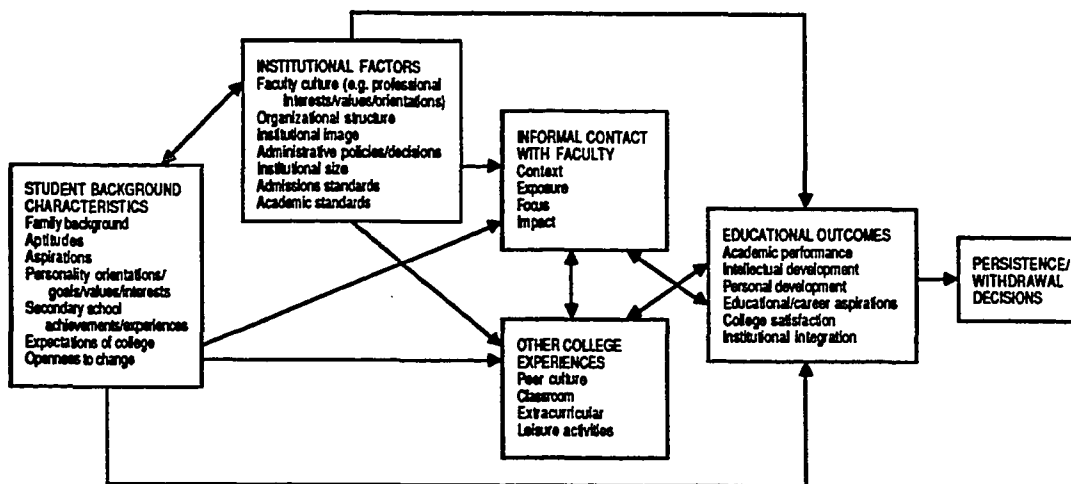 INSTITUTIONAL FACTORS
Faculty culture (e.g. professional
interests/values/orientations)
Organizational structure
Institutional image
Administrative policies/decisions
Institutional size
Admissions standards
Academic standards
STUDENT BACKGROUND
CHARACTERISTICS
Family background
Aptitudes
Aspirations
Personality orientations/
goals/values/interests
Secondary school
achievements/experiences
Expectations of college
Openness to change
INFORMAL CONTACT
WITH FACULTY
Context
Exposure
Focus
Impact
OTHER COLLEGE
EXPERIENCES
Peer culture
Classroom
Extracurricular
Leisure activities
EDUCATIONAL OUTCOMES
Academic performance
Intellectual development
Personal development
Educational/career aspirations
College satisfaction
Institutional integration
PERSISTENCE/
WITHDRAWAL
DECISIONS